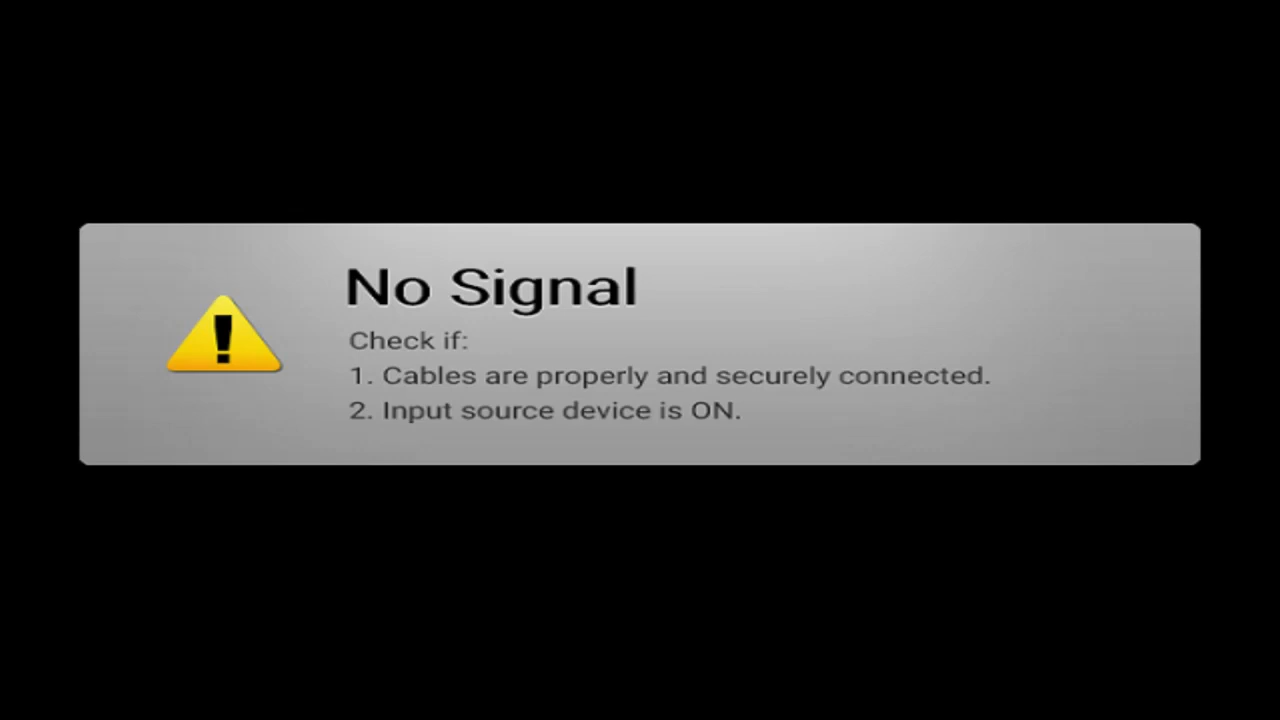 No Signal
Check if:
1. Cables are properly and securely connected.
2. Input source device is ON.